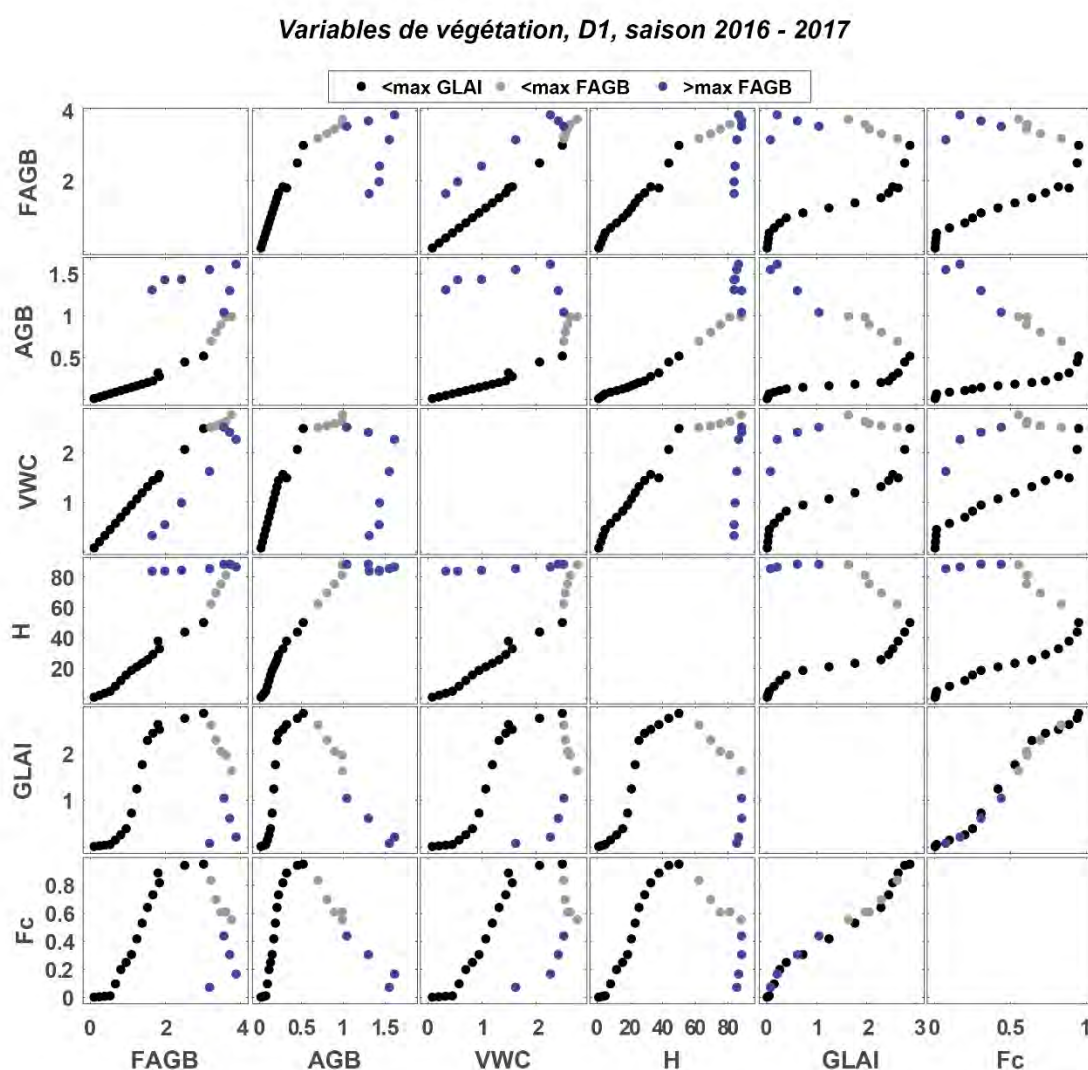 Variables de végétation, D1, saison 2016 - 2017
<max GLAI <max FAGB >max FAGB
FAGB
4
2
AGB
1.5
1
0.5
VWC
2
1
H
80
60
40
20
GLAI
2
1
Fc
0.8
0.6
0.4
0.2
0
0 2 4
0 0.5 1 1.5
0 1 2
0 20 40 60 80
0 1 2 3
0 0.5 1
FAGB AGB VWC H GLAI Fc